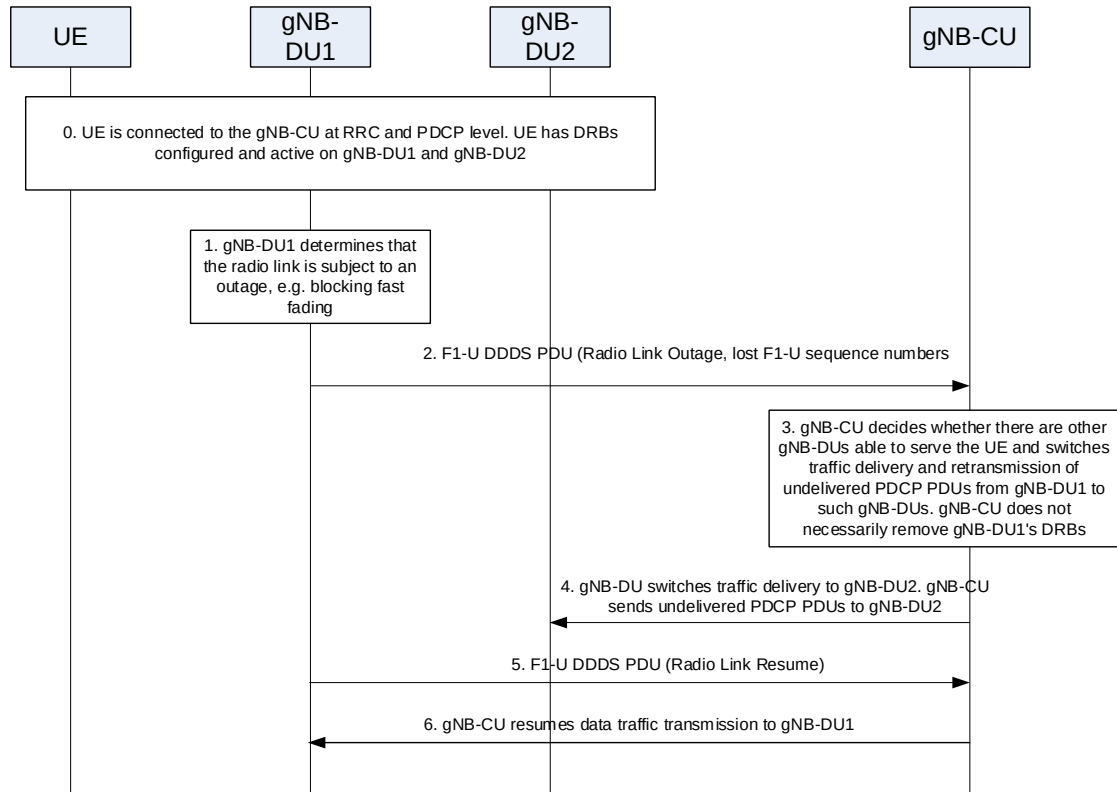 UE
gNB-
DU1
gNB-
DU2
gNB-CU
0. UE is connected to the gNB-CU at RRC and PDCP level. UE has DRBs
configured and active on gNB-DU1 and gNB-DU2
1. gNB-DU1 determines that
the radio link is subject to an
outage, e.g. blocking fast
fading
2. F1-U DDDS PDU (Radio Link Outage, lost F1-U sequence numbers
3. gNB-CU decides whether there are other
gNB-DUs able to serve the UE and switches
traffic delivery and retransmission of
undelivered PDCP PDUs from gNB-DU1 to
such gNB-DUs. gNB-CU does not
necessarily remove gNB-DU1's DRBs
4. gNB-DU switches traffic delivery to gNB-DU2. gNB-CU
sends undelivered PDCP PDUs to gNB-DU2
5. F1-U DDDS PDU (Radio Link Resume)
6. gNB-CU resumes data traffic transmission to gNB-DU1